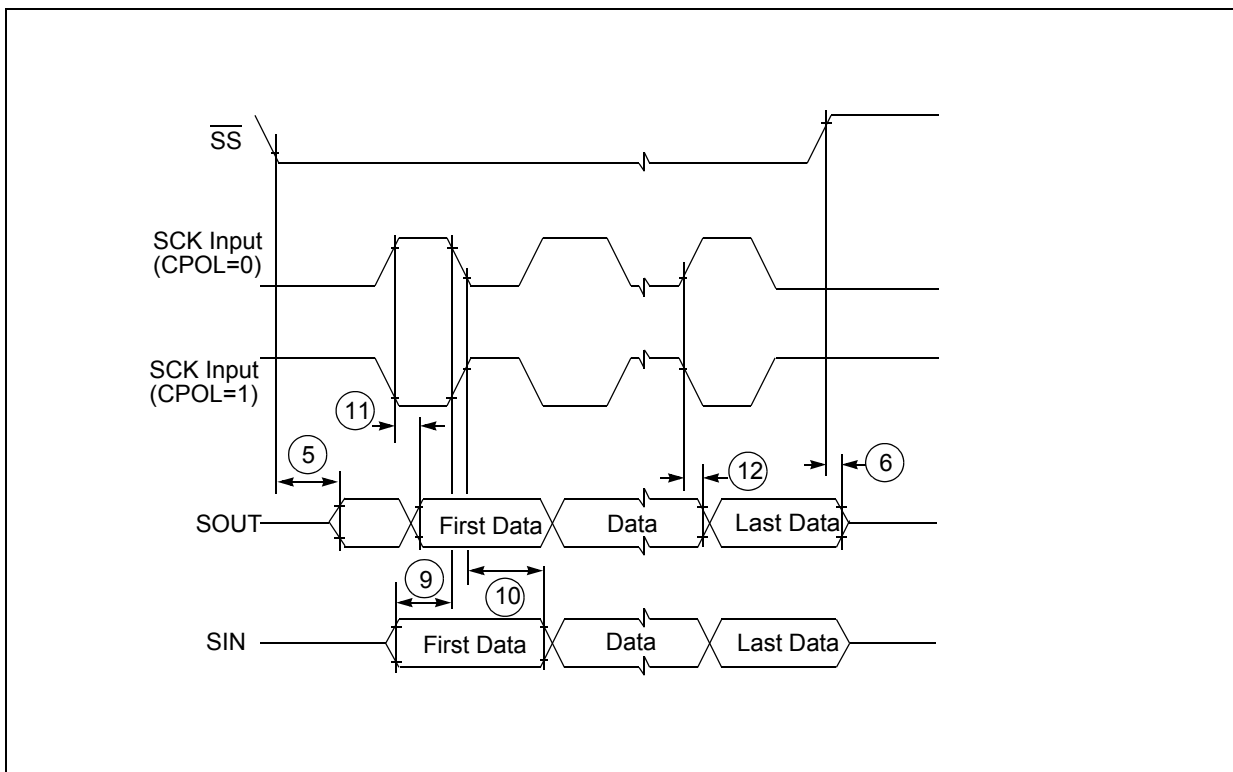 SS
SCK Input
(CPOL=0)
SCK Input
(CPOL=1)
11
5
12
6
SOUT
First Data
Data
Last Data
9
10
SIN
First Data
Data
Last Data